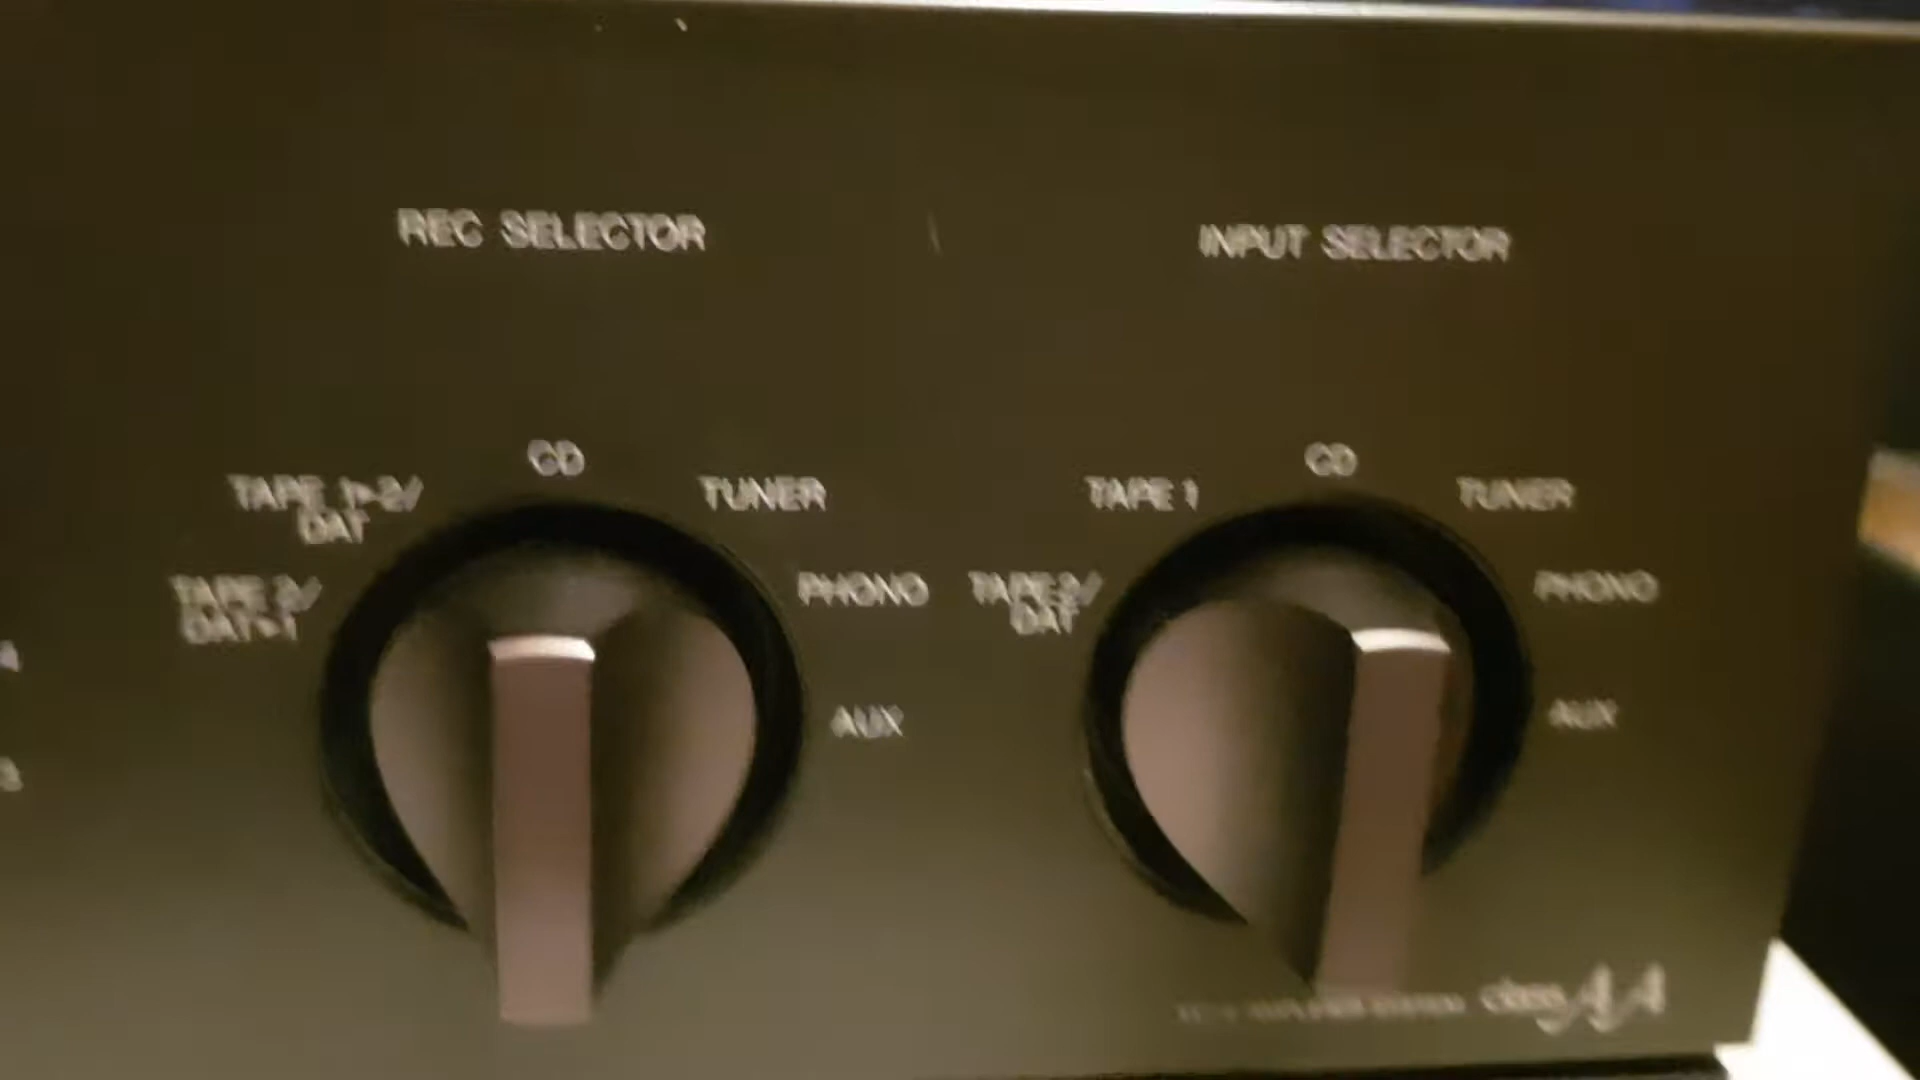 REC SELECTOR
INPUT SELECTOR
CD
TAPE 1▸2/
DAT
TUNER
TAPE 2/
DAT▸1
PHONO
AUX
CD
TAPE 1
TUNER
TAPE 2/
DAT
PHONO
AUX
A
B
class AA